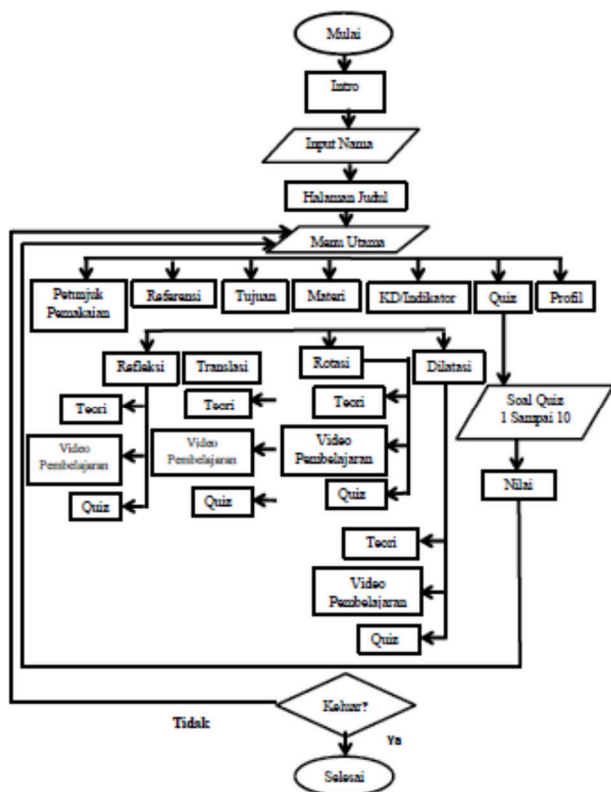 Mulai
Intro
Input Nama
Halaman Judul
Menu Utama
Petunjuk
Pemakaian
Referensi
Tujuan
Materi
KD/Indikator
Quiz
Profil
Refleksi
Translasi
Rotasi
Dilatasi
Teori
Teori
Teori
Soal Quiz
1 Sampai 10
Video
Pembelajaran
Video
Pembelajaran
Video
Pembelajaran
Nilai
Quiz
Quiz
Quiz
Teori
Video
Pembelajaran
Quiz
Keluar?
Tidak
Ya
Selesai